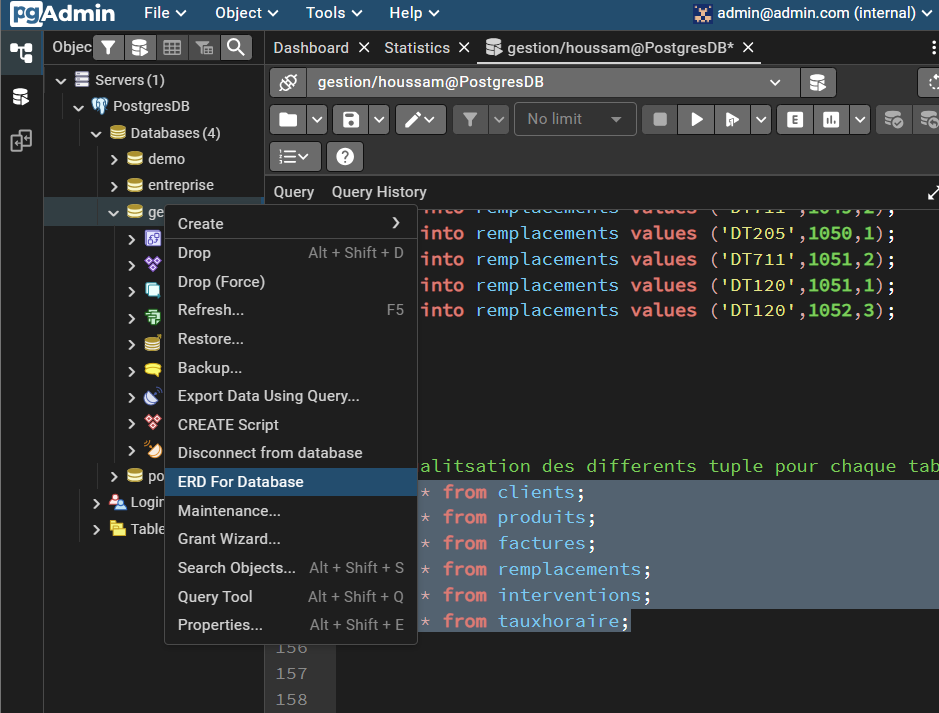 pgAdmin File Object Tools Help admin@admin.com (internal)
Objec Dashboard Statistics gestion/houssam@PostgresDB*
Servers (1)
PostgresDB
Databases (4)
demo
entreprise
ge
po
Login
Table
gestion/houssam@PostgresDB
No limit
E
Query Query History
Create
Drop Alt + Shift + D
Drop (Force)
Refresh... F5
Restore...
Backup...
Export Data Using Query...
CREATE Script
Disconnect from database
ERD For Database
Maintenance...
Grant Wizard...
Search Objects... Alt + Shift + S
Query Tool Alt + Shift + Q
Properties... Alt + Shift + E
into remplacements values ('DT711',1049,2);
into remplacements values ('DT205',1050,1);
into remplacements values ('DT711',1051,2);
into remplacements values ('DT120',1051,1);
into remplacements values ('DT120',1052,3);
alitsation des differents tuple pour chaque tab
* from clients;
* from produits;
* from factures;
* from remplacements;
* from interventions;
* from tauxhoraire;
156
157
158